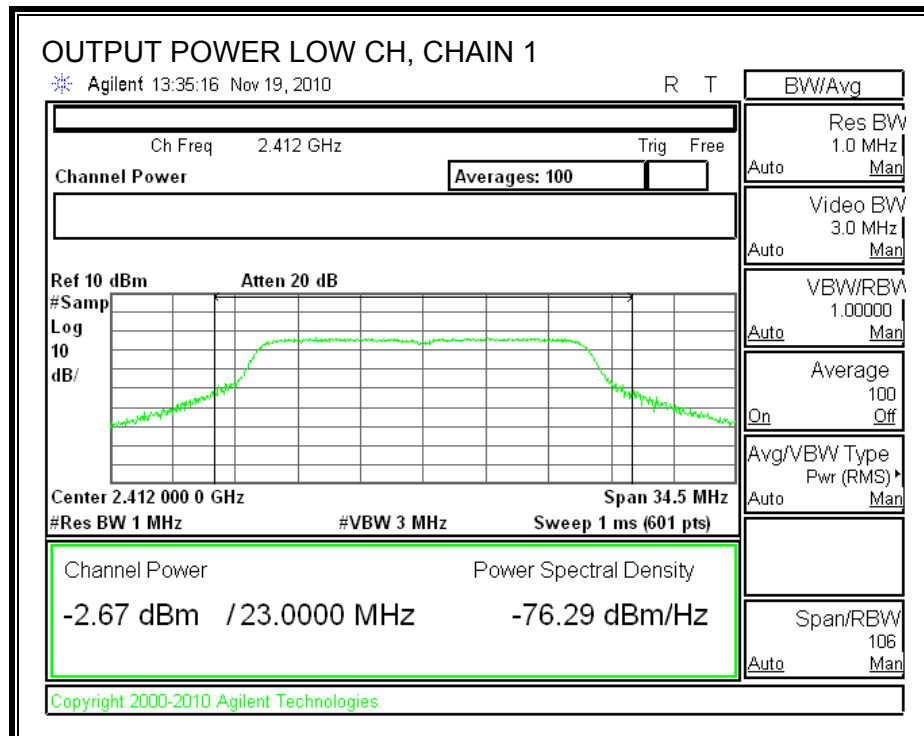 OUTPUT POWER LOW CH, CHAIN 1
Agilent 13:35:16 Nov 19, 2010 R T
BW/Avg
Ch Freq 2.412 GHz Trig Free
Channel Power Averages: 100
Res BW
1.0 MHz
Auto Man
Video BW
3.0 MHz
Auto Man
Ref 10 dBm Atten 20 dB
#Samp
Log
10
dB/
VBW/RBW
1.00000
Auto Man
Average
100
On Off
Avg/VBW Type
Pwr (RMS)
Auto Man
Center 2.412 000 0 GHz Span 34.5 MHz
#Res BW 1 MHz #VBW 3 MHz Sweep 1 ms (601 pts)
Channel Power Power Spectral Density
-2.67 dBm / 23.0000 MHz -76.29 dBm/Hz
Span/RBW
106
Auto Man
Copyright 2000-2010 Agilent Technologies